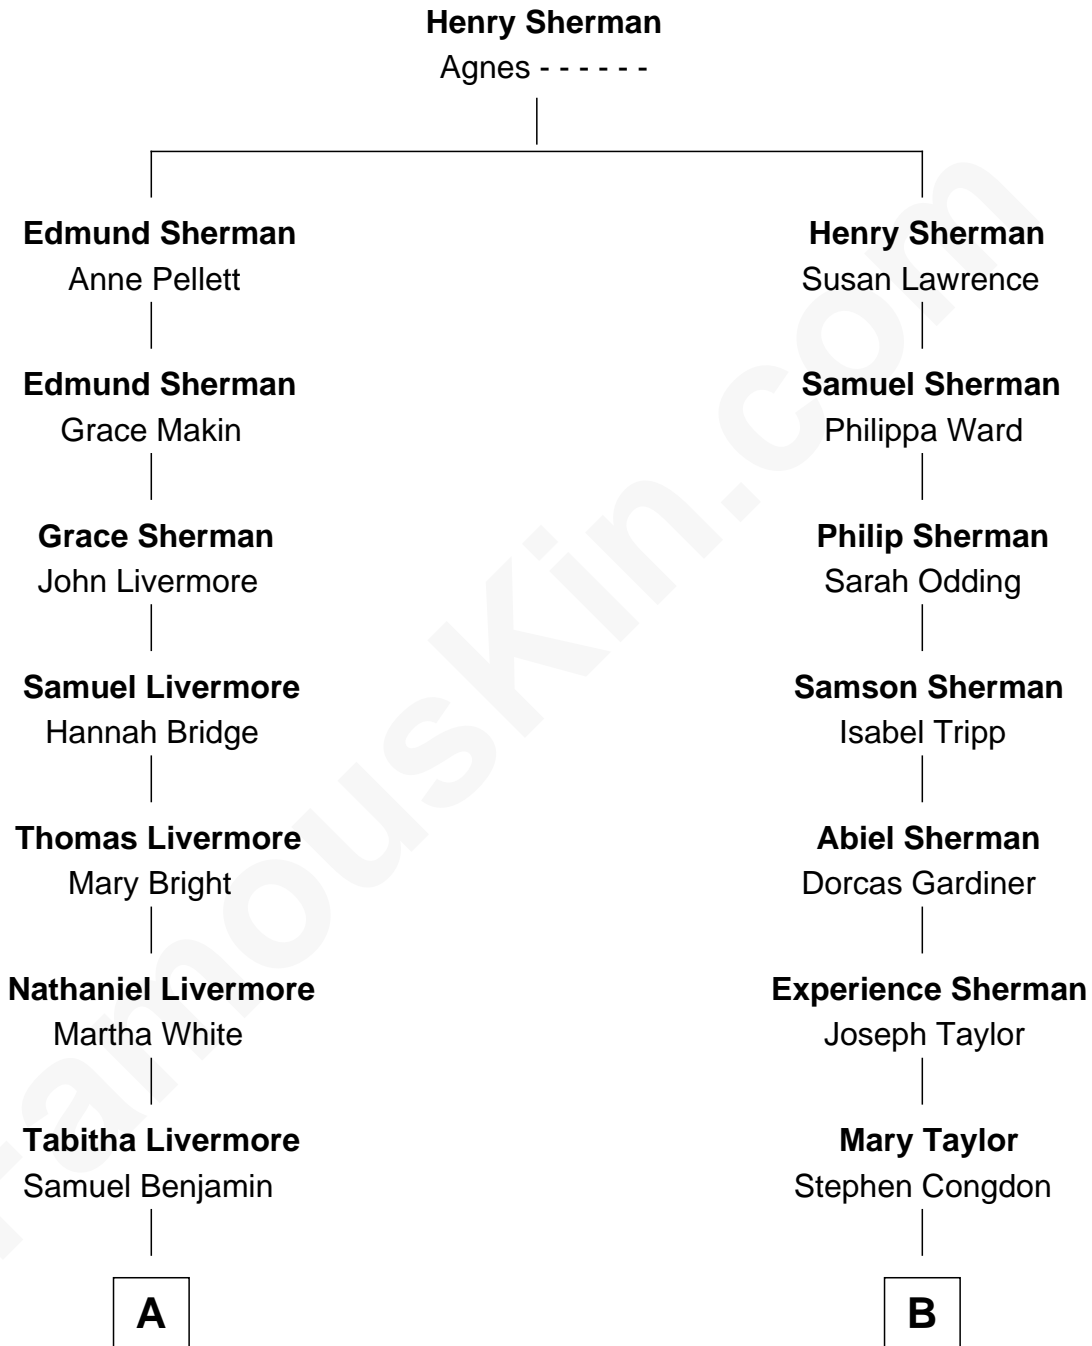 Henry Sherman
Agnes - - - - - -
Edmund Sherman
Anne Pellett
Henry Sherman
Susan Lawrence
Edmund Sherman
Grace Makin
Samuel Sherman
Philippa Ward
Grace Sherman
John Livermore
Philip Sherman
Sarah Odding
Samuel Livermore
Hannah Bridge
Samson Sherman
Isabel Tripp
Thomas Livermore
Mary Bright
Abiel Sherman
Dorcas Gardiner
Nathaniel Livermore
Martha White
Experience Sherman
Joseph Taylor
Tabitha Livermore
Samuel Benjamin
Mary Taylor
Stephen Congdon
A
B
FamousKin.com